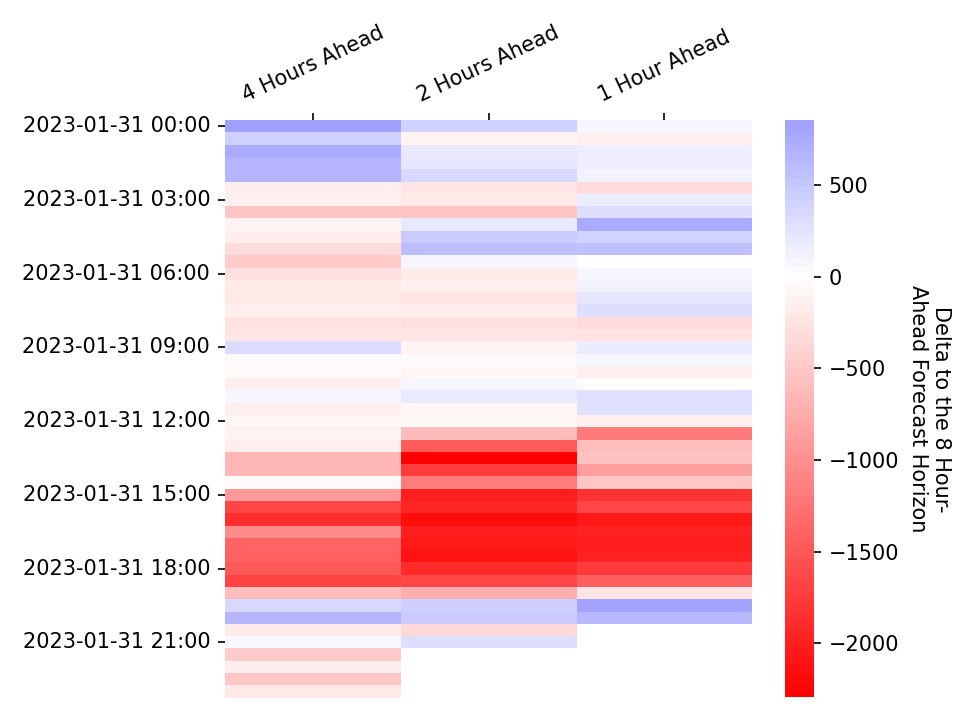 4 Hours Ahead
2 Hours Ahead
1 Hour Ahead
2023-01-31 00:00
2023-01-31 03:00
2023-01-31 06:00
2023-01-31 09:00
2023-01-31 12:00
2023-01-31 15:00
2023-01-31 18:00
2023-01-31 21:00
500
0
−500
−1000
−1500
−2000
Delta to the 8 Hour-
Ahead Forecast Horizon